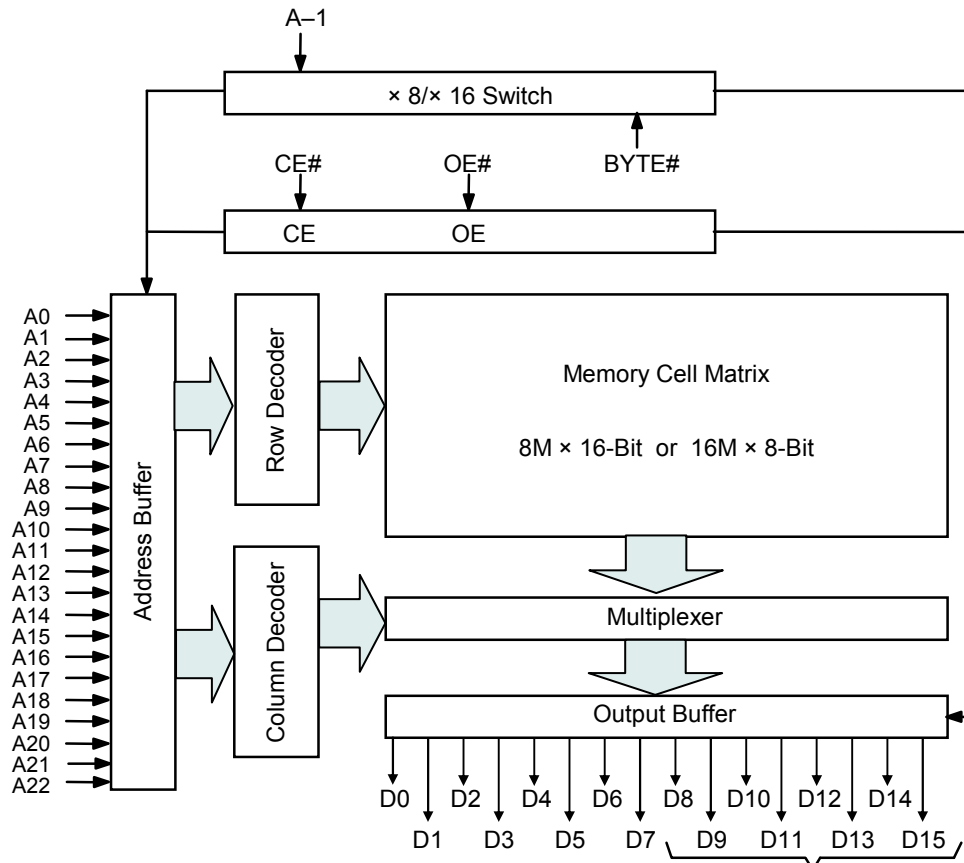 A–1
× 8/× 16 Switch
CE#
OE#
BYTE#
CE
OE
A0
A1
A2
A3
A4
A5
A6
A7
A8
A9
A10
A11
A12
A13
A14
A15
A16
A17
A18
A19
A20
A21
A22
Address Buffer
Row Decoder
Column Decoder
Memory Cell Matrix
8M × 16-Bit or 16M × 8-Bit
Multiplexer
Output Buffer
D0 D2 D4 D6 D8 D10 D12 D14
D1 D3 D5 D7 D9 D11 D13 D15